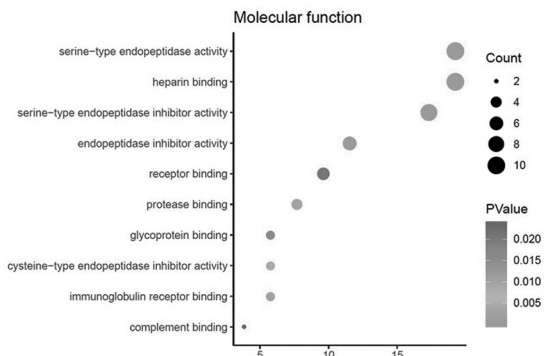 Molecular function
serine-type endopeptidase activity
heparin binding
serine-type endopeptidase inhibitor activity
endopeptidase inhibitor activity
receptor binding
protease binding
glycoprotein binding
cysteine-type endopeptidase inhibitor activity
immunoglobulin receptor binding
complement binding
5 10 15
Count
2
4
6
8
10
PValue
0.020
0.015
0.010
0.005